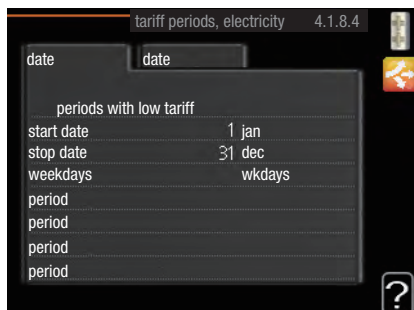 tariff periods, electricity 4.1.8.4
date date
periods with low tariff
start date 1 jan
stop date 31 dec
weekdays wkdays
period
period
period
period
?